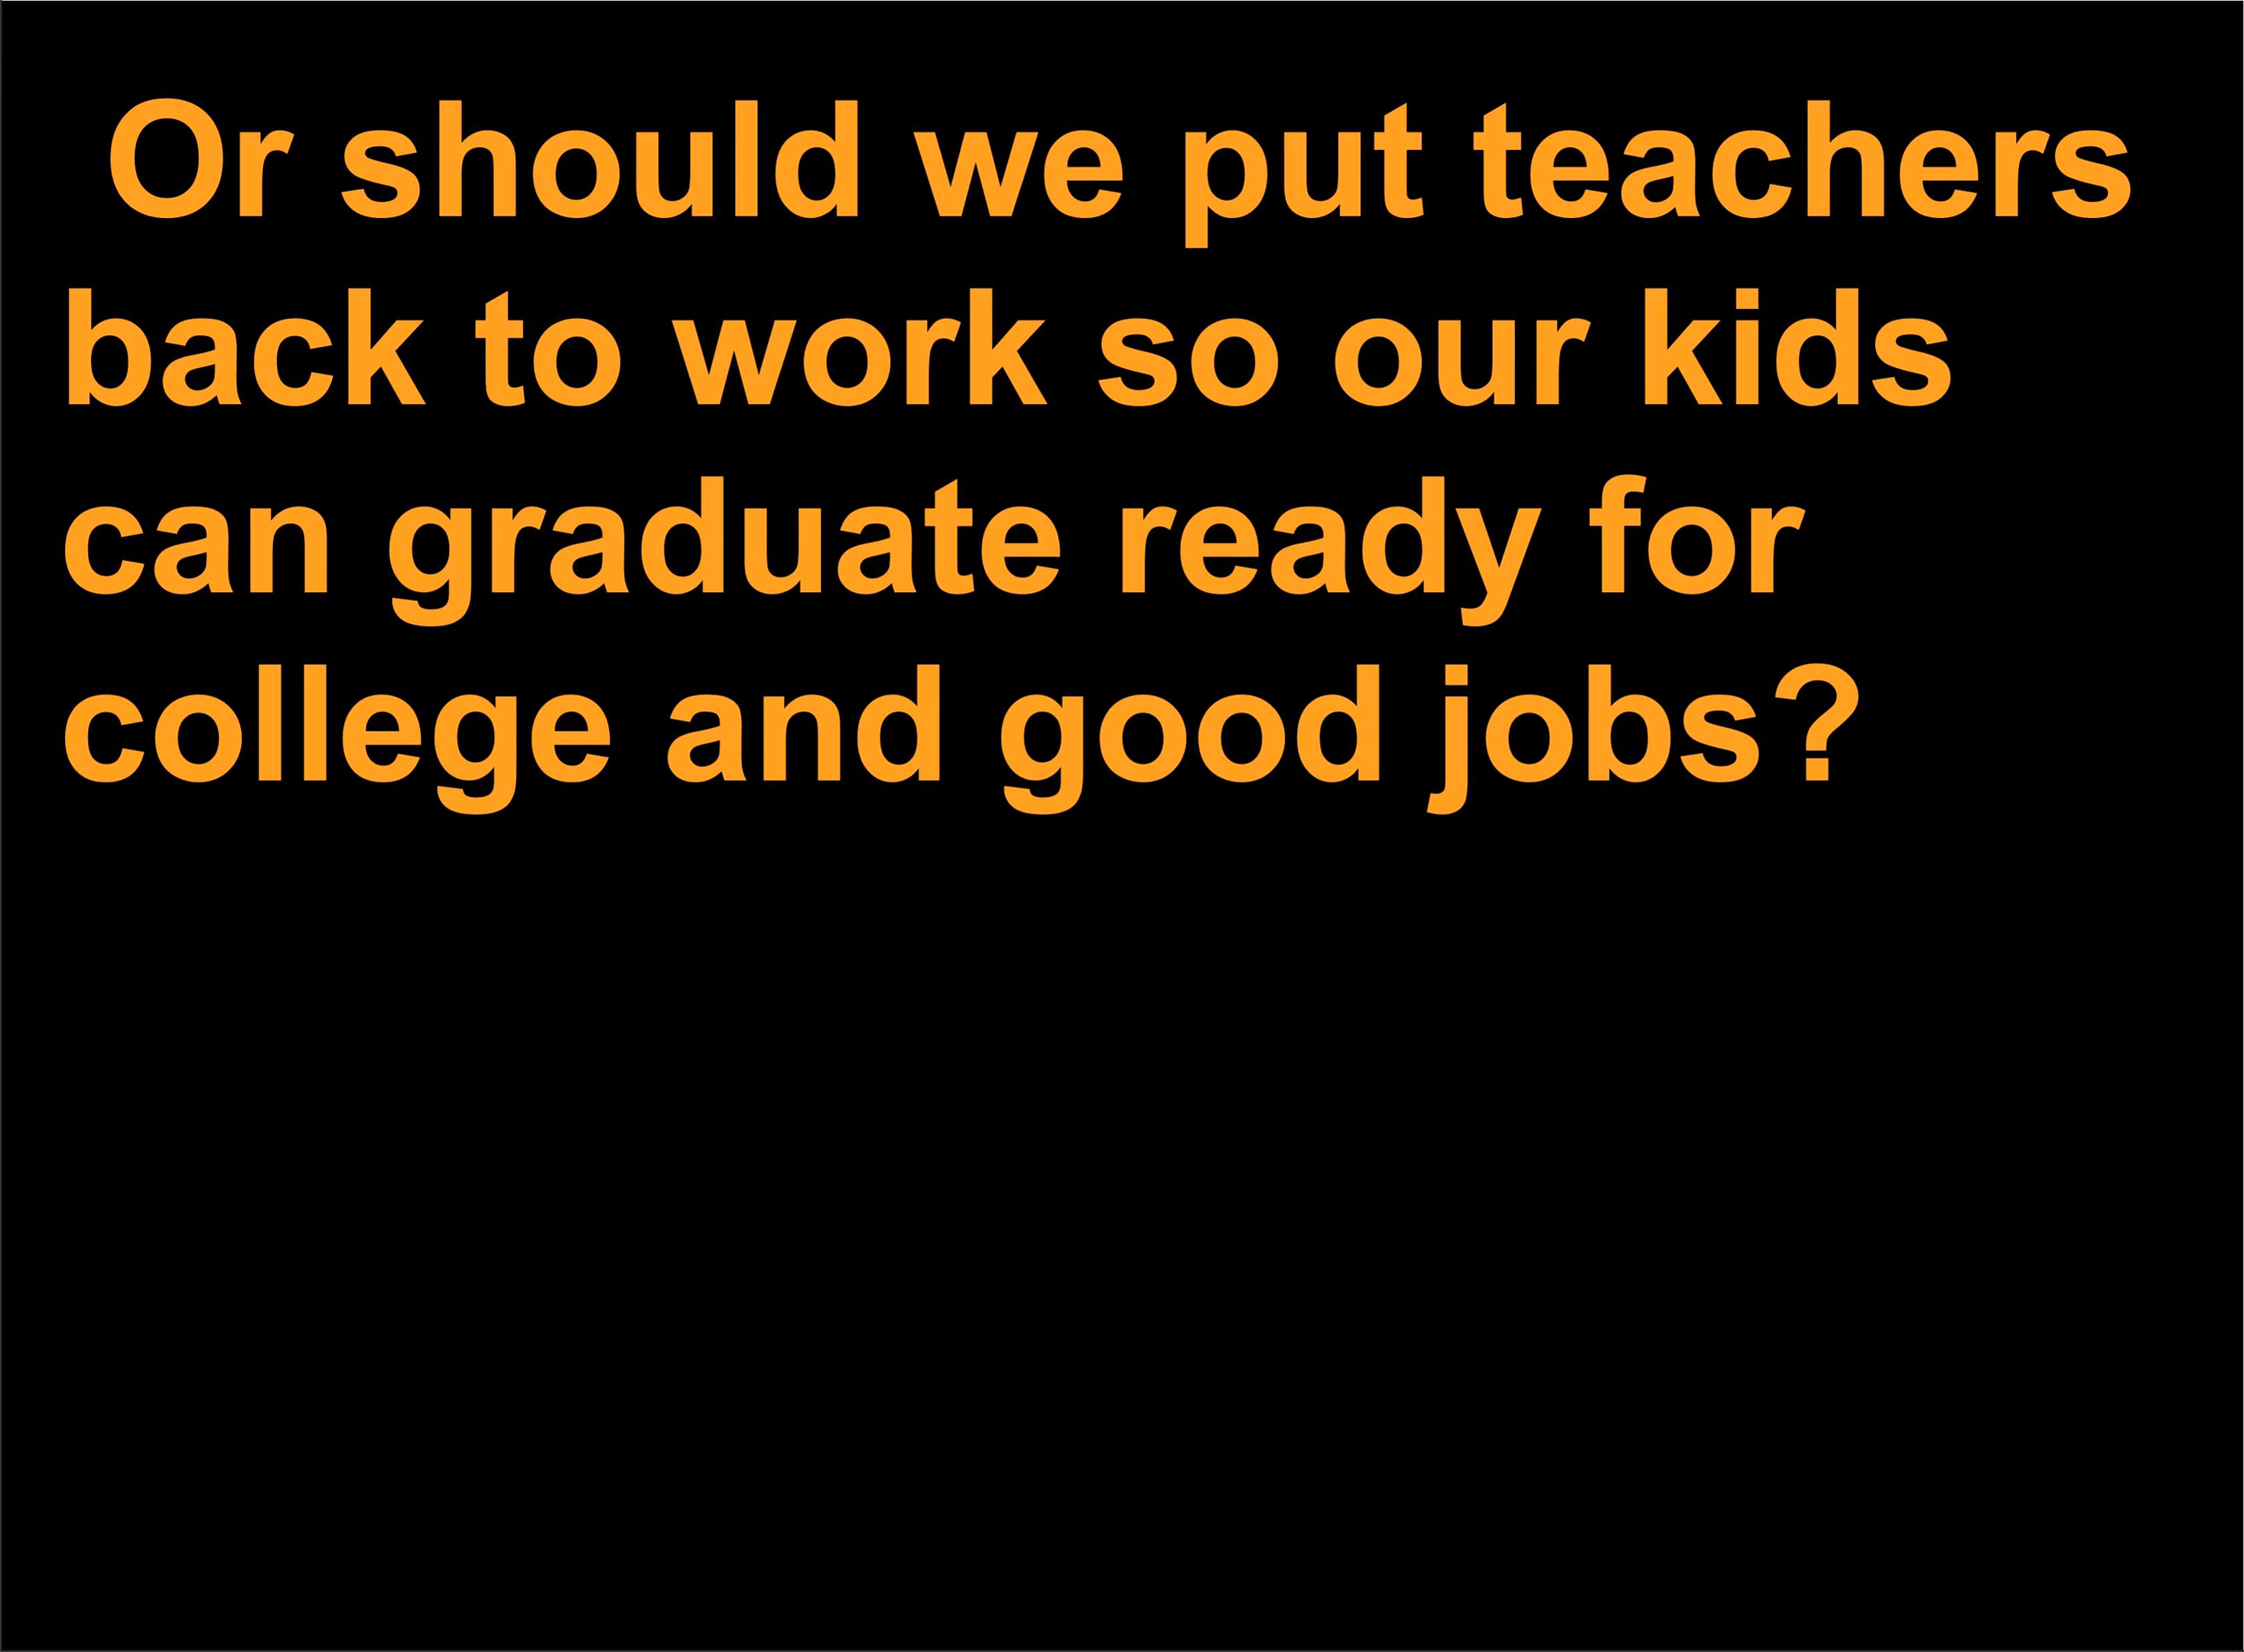 Or should we put teachers
back to work so our kids
can graduate ready for
college and good jobs?